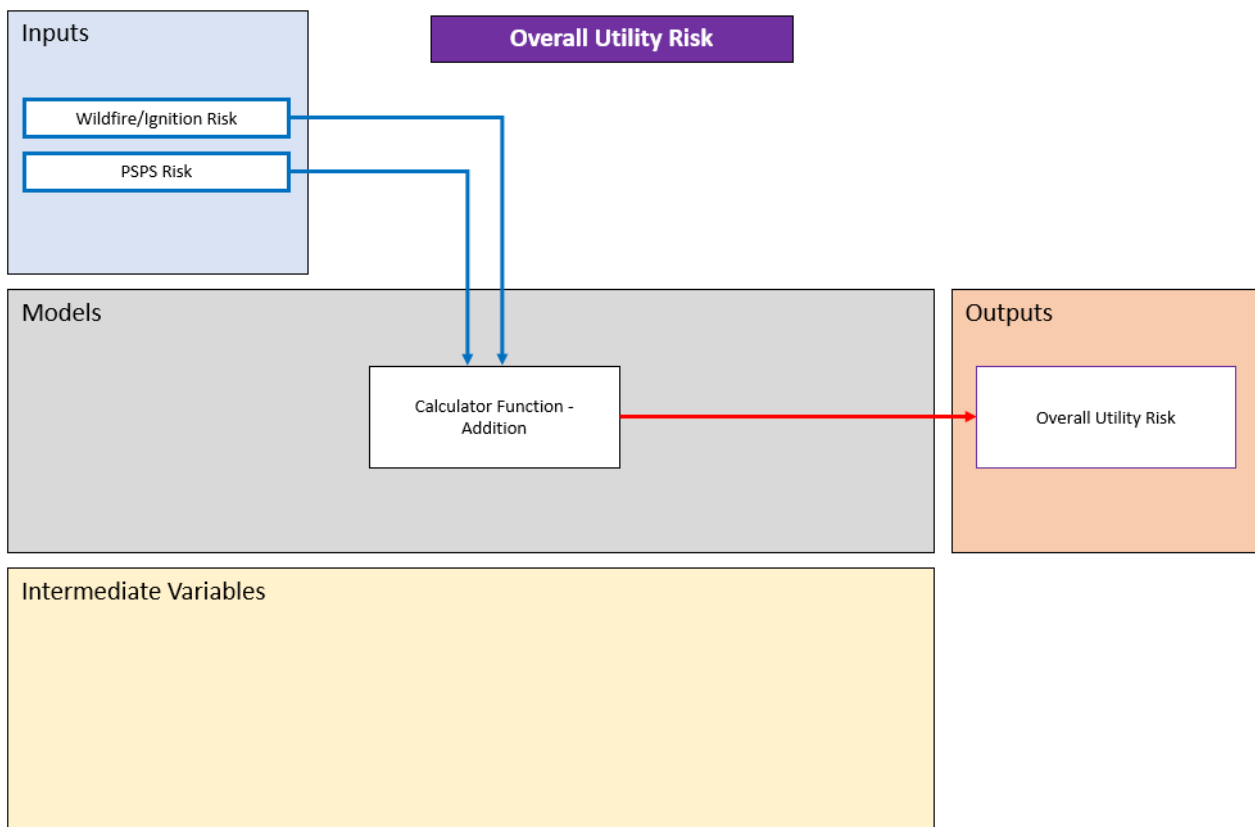 Inputs
Overall Utility Risk
Wildfire/Ignition Risk
PSPS Risk
Models
Calculator Function -
Addition
Outputs
Overall Utility Risk
Intermediate Variables